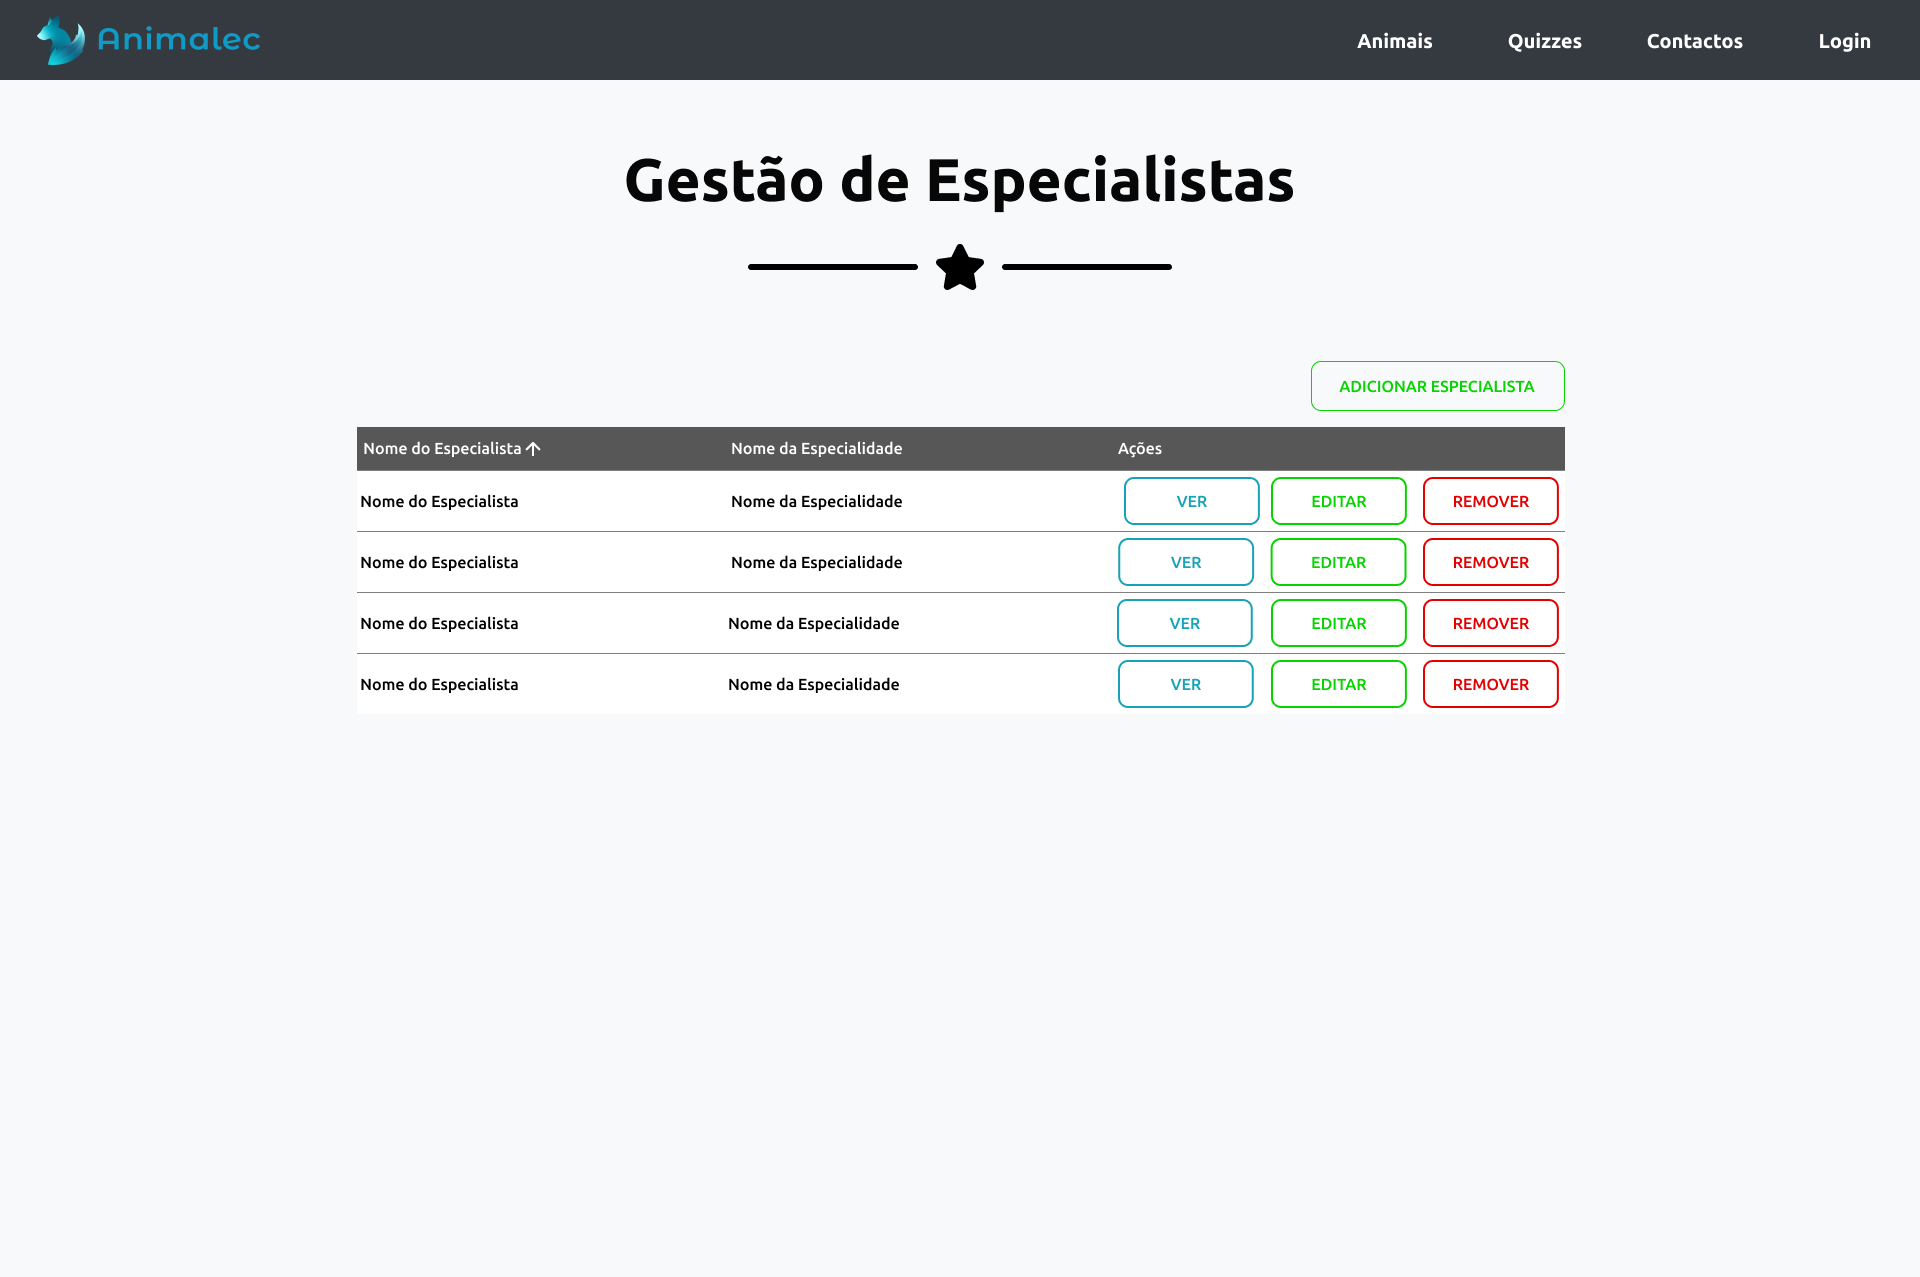 Animalec
Animais Quizzes Contactos Login
Gestão de Especialistas
ADICIONAR ESPECIALISTA
Nome do Especialista Nome da Especialidade Ações
Nome do Especialista Nome da Especialidade VER EDITAR REMOVER
Nome do Especialista Nome da Especialidade VER EDITAR REMOVER
Nome do Especialista Nome da Especialidade VER EDITAR REMOVER
Nome do Especialista Nome da Especialidade VER EDITAR REMOVER